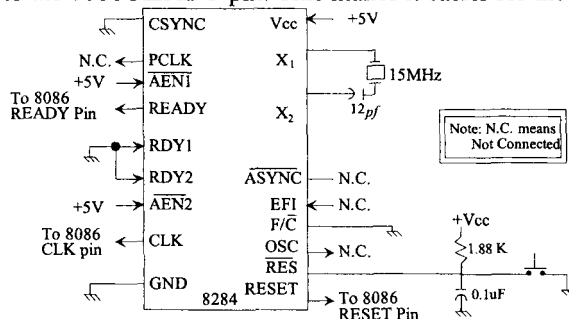 CSYNC Vcc +5V
N.C. PCLK X1
+5V AEN1 15MHz
To 8086
READY Pin READY X2 12pf
Note: N.C. means
Not Connected
RDY1
RDY2 ASYNC N.C.
+5V AEN2 EFI N.C.
F/C +Vcc
To 8086
CLK pin CLK OSC N.C. 1.88 K
RES
GND RESET To 8086
RESET Pin 0.1uF
8284